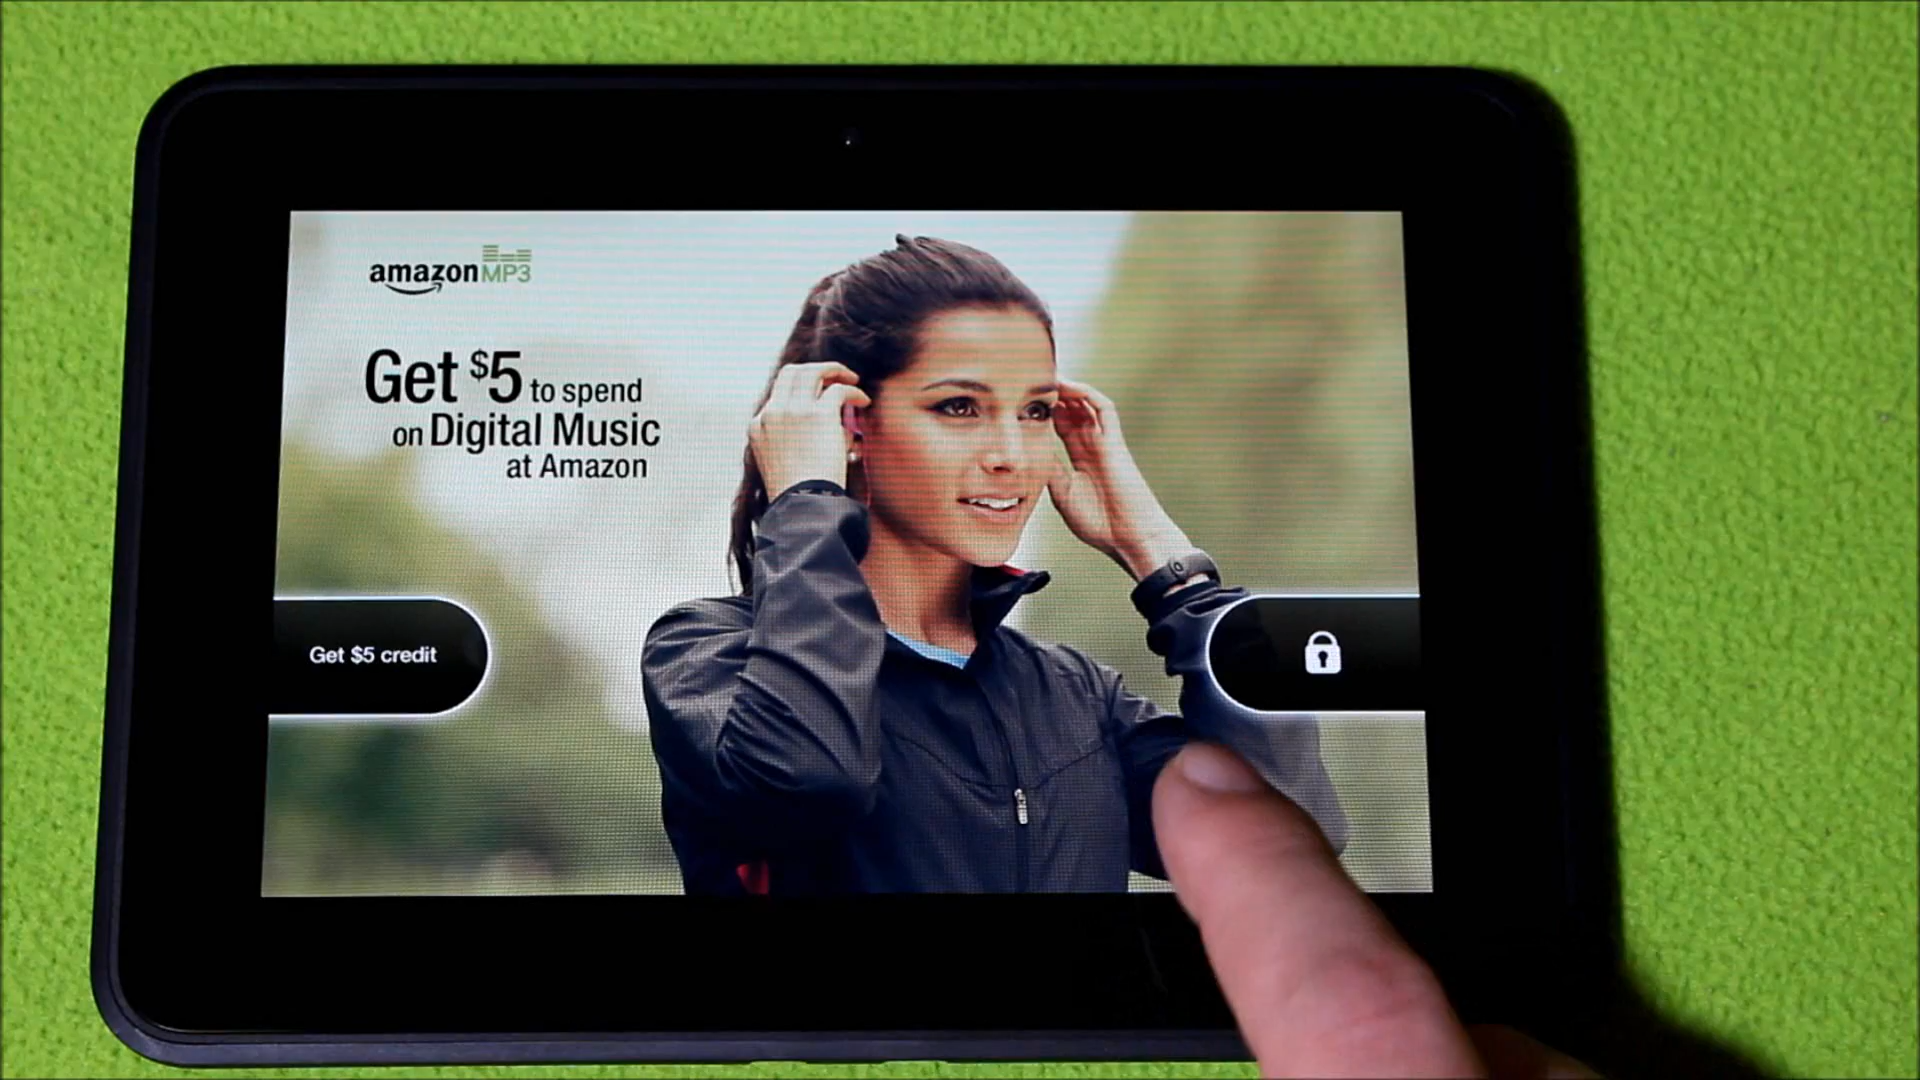 amazonMP3
Get $5 to spend
on Digital Music
at Amazon
Get $5 credit